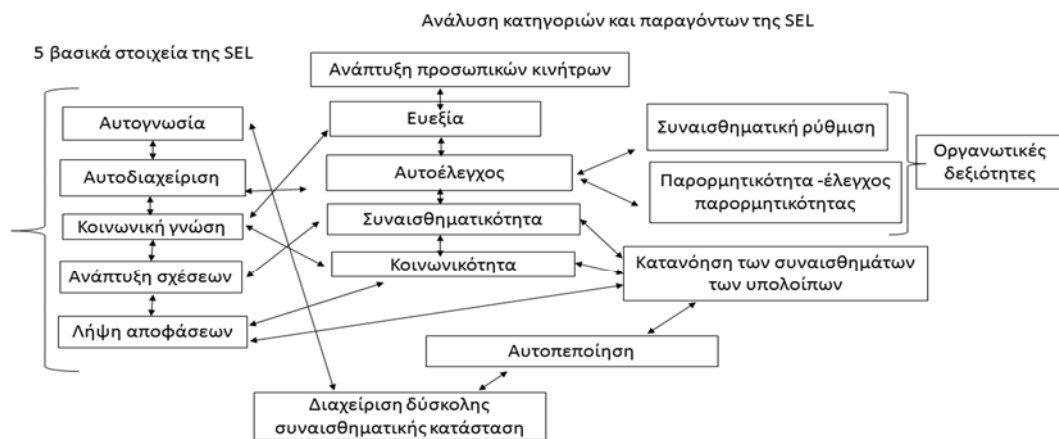 Ανάλυση κατηγοριών και παραγόντων της SEL
5 βασικά στοιχεία της SEL
Ανάπτυξη προσωπικών κινήτρων
Αυτογνωσία
Ευεξία
Συναισθηματική ρύθμιση
Οργανωτικές
δεξιότητες
Αυτοδιαχείριση
Αυτοέλεγχος
Παρορμητικότητα -έλεγχος
παρορμητικότητας
Κοινωνική γνώση
Συναισθηματικότητα
Ανάπτυξη σχέσεων
Κοινωνικότητα
Κατανόηση των συναισθημάτων
των υπολοίπων
Λήψη αποφάσεων
Αυτοπεποίηση
Διαχείριση δύσκολης
συναισθηματικής κατάσταση